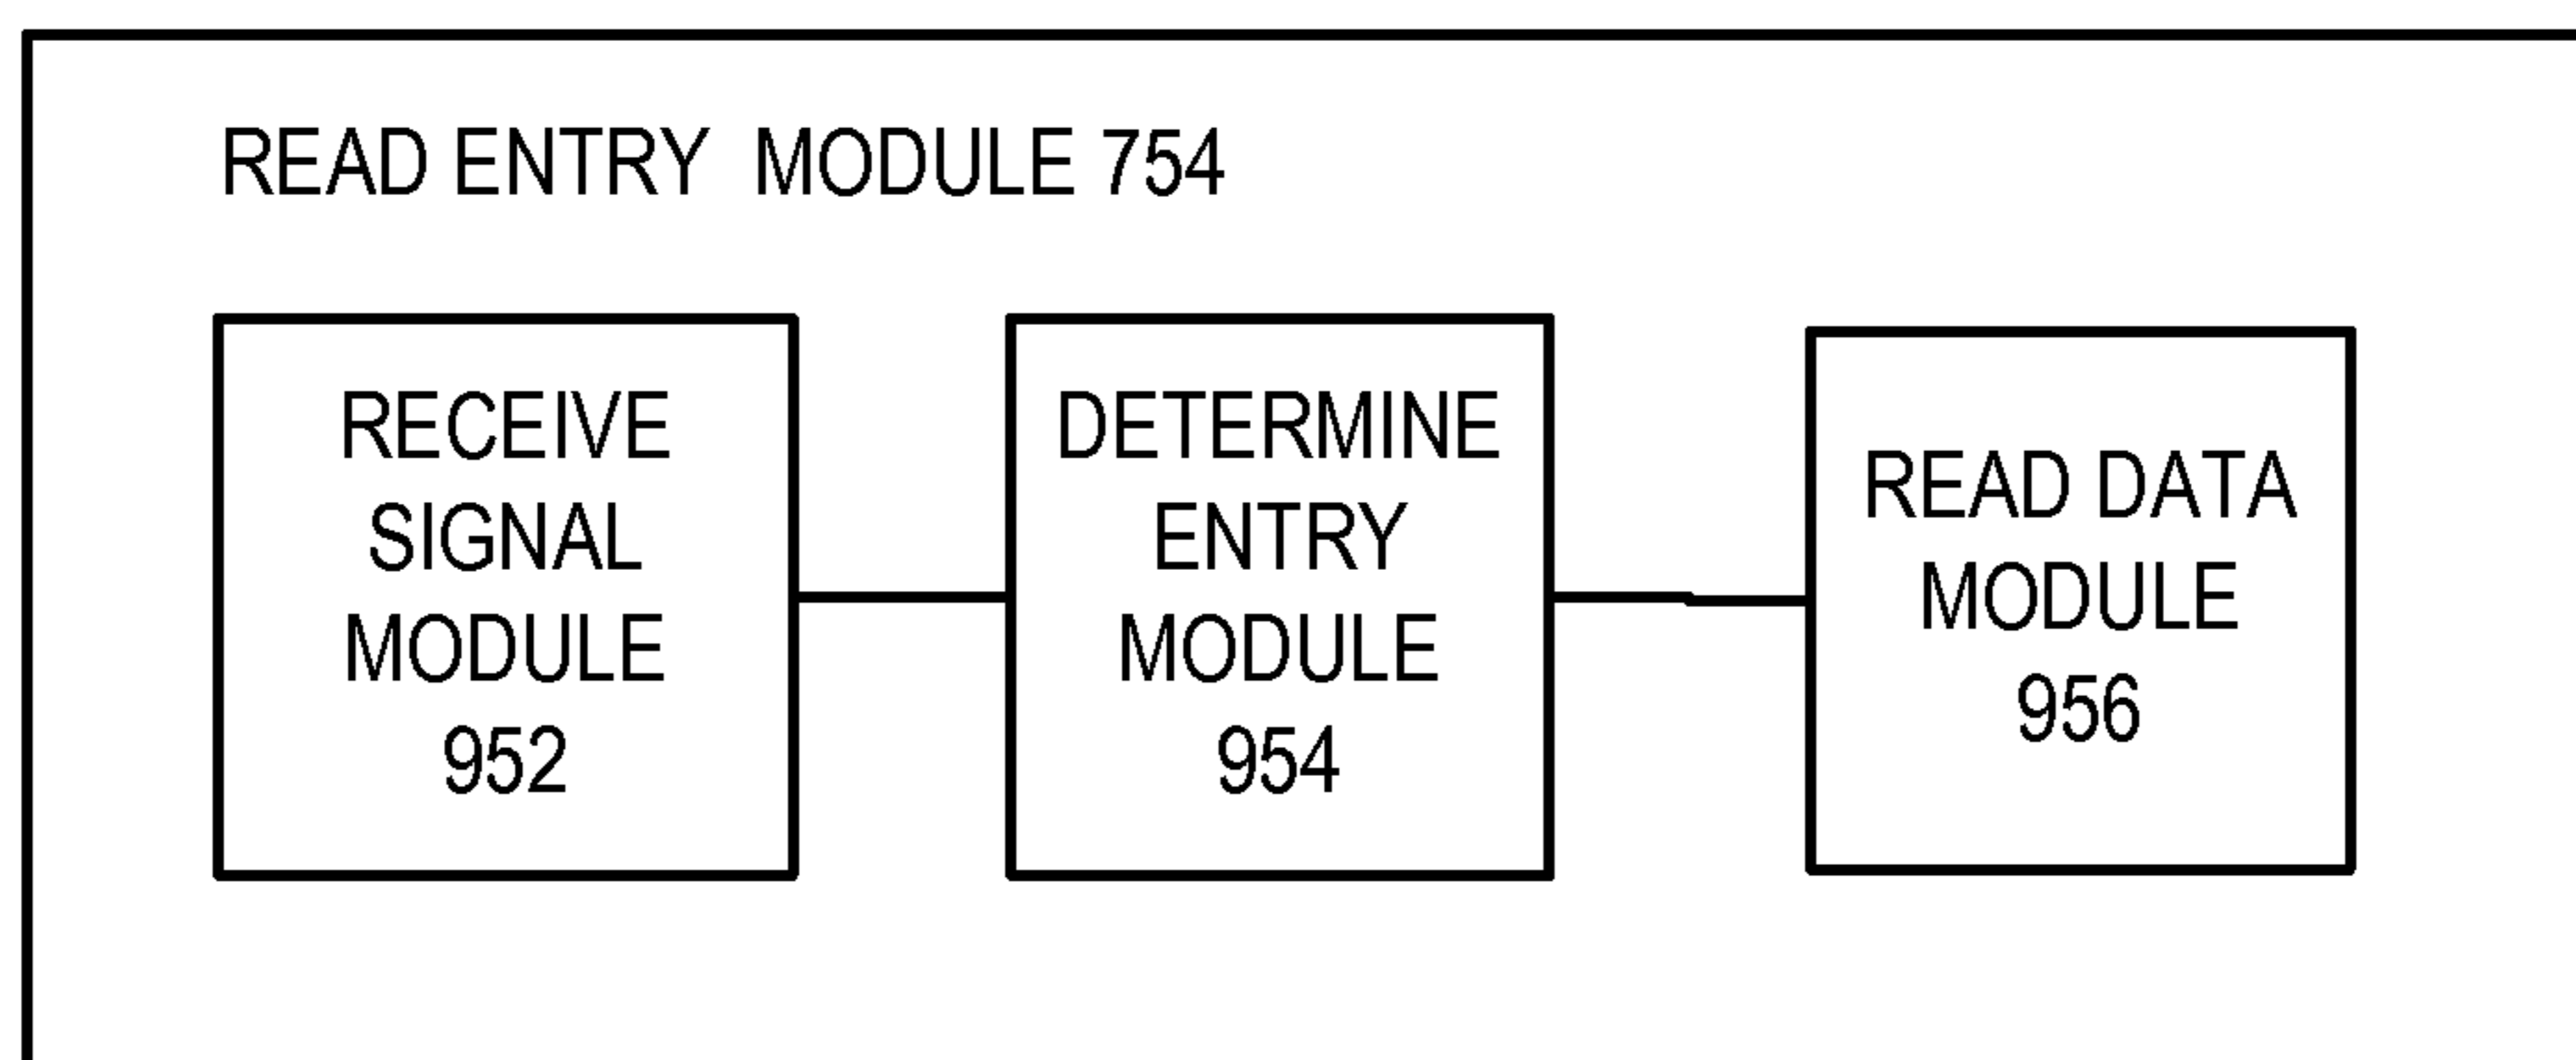 READ ENTRY MODULE 754
RECEIVE
SIGNAL
MODULE
952
DETERMINE
ENTRY
MODULE
954
READ DATA
MODULE
956